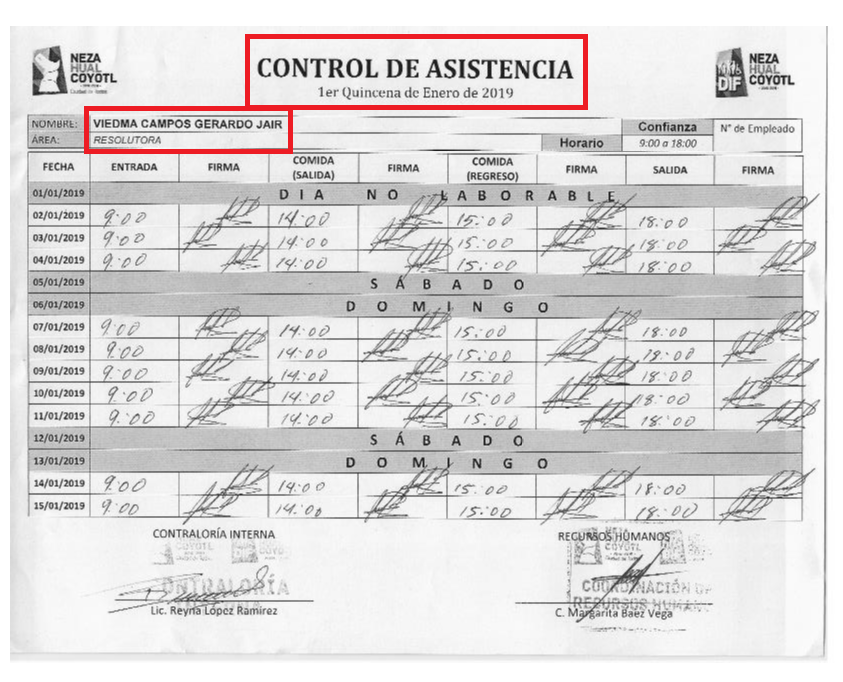 NEZA
HUAL
COYOTL
Ciudad de todos
CONTROL DE ASISTENCIA
1er Quincena de Enero de 2019
DIF
NEZA
HUAL
COYOTL
NOMBRE: VIEDMA CAMPOS GERARDO JAIR Confianza N° de Empleado
ÁREA: RESOLUTORA Horario 9:00 a 18:00
FECHA ENTRADA FIRMA COMIDA (SALIDA) FIRMA COMIDA (REGRESO) FIRMA SALIDA FIRMA
01/01/2019 DIA NO LABORABLE
02/01/2019 9:00 14:00 15:00 18:00
03/01/2019 9:00 14:00 15:00 18:00
04/01/2019 9:00 14:00 15:00 18:00
05/01/2019 SÁBADO
06/01/2019 DOMINGO
07/01/2019 9:00 14:00 15:00 18:00
08/01/2019 9:00 14:00 15:00 18:00
09/01/2019 9:00 14:00 15:00 18:00
10/01/2019 9:00 14:00 15:00 18:00
11/01/2019 9:00 14:00 15:00 18:00
12/01/2019 SÁBADO
13/01/2019 DOMINGO
14/01/2019 9:00 14:00 15:00 18:00
15/01/2019 9:00 14:00 15:00 18:00
CONTRALORÍA INTERNA RECURSOS HUMANOS
COYOTL COYOTL
CONTRALORÍA COORDINACIÓN DE
RECURSOS HUMANOS
Lic. Reyna López Ramírez C. Margarita Baez Vega